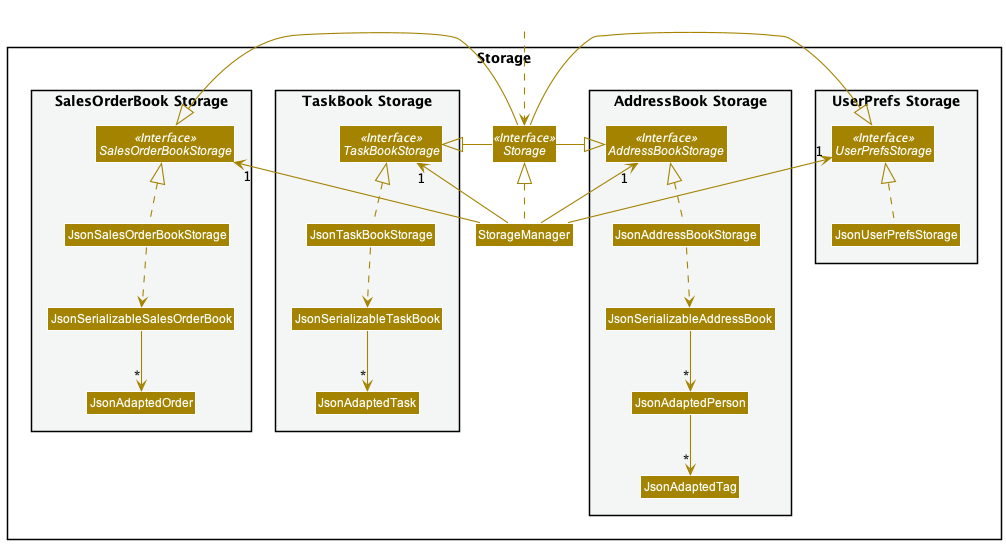 Storage
SalesOrderBook Storage
TaskBook Storage
AddressBook Storage
UserPrefs Storage
«Interface»
SalesOrderBookStorage
«Interface»
TaskBookStorage
«Interface»
Storage
«Interface»
AddressBookStorage
«Interface»
UserPrefsStorage
1
1
1
1
JsonSalesOrderBookStorage
JsonTaskBookStorage
StorageManager
JsonAddressBookStorage
JsonUserPrefsStorage
JsonSerializableSalesOrderBook
JsonSerializableTaskBook
JsonSerializableAddressBook
*
*
*
JsonAdaptedOrder
JsonAdaptedTask
JsonAdaptedPerson
*
JsonAdaptedTag